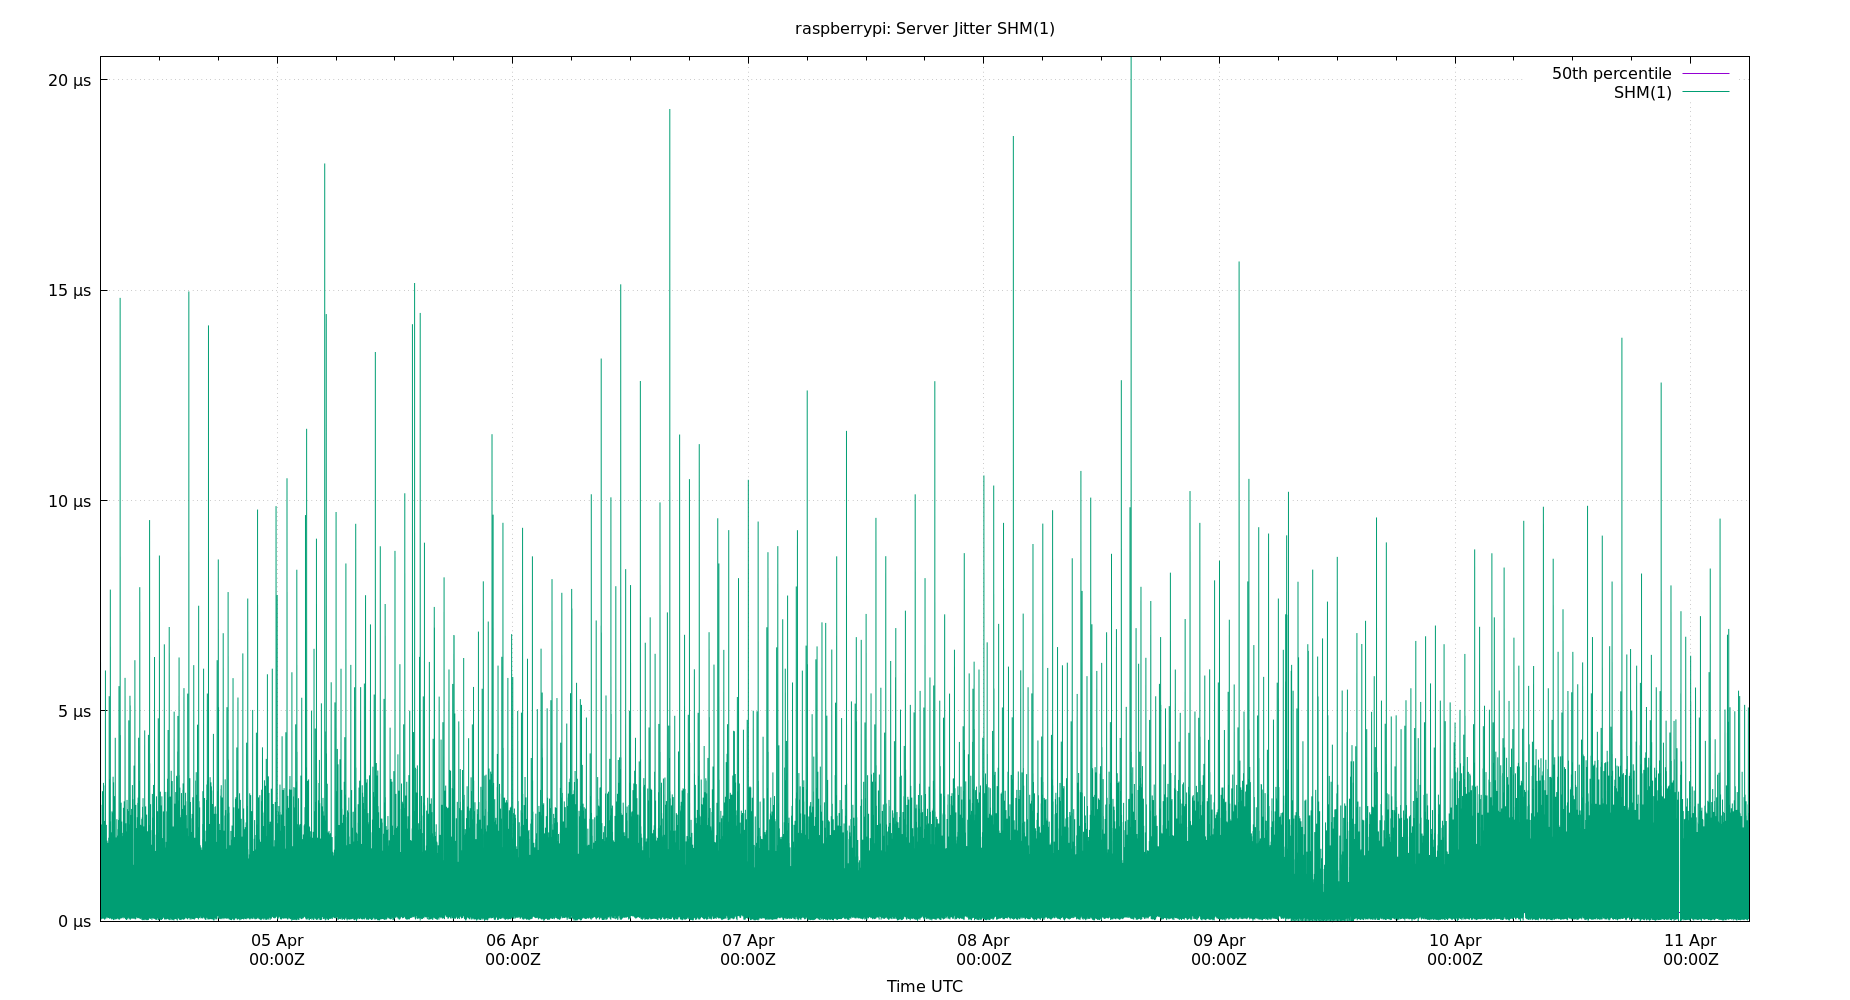 raspberrypi: Server Jitter SHM(1)
50th percentile
SHM(1)
20 µs
15 µs
10 µs
5 µs
0 µs
05 Apr 06 Apr 07 Apr 08 Apr 09 Apr 10 Apr 11 Apr
00:00Z 00:00Z 00:00Z 00:00Z 00:00Z 00:00Z 00:00Z
Time UTC